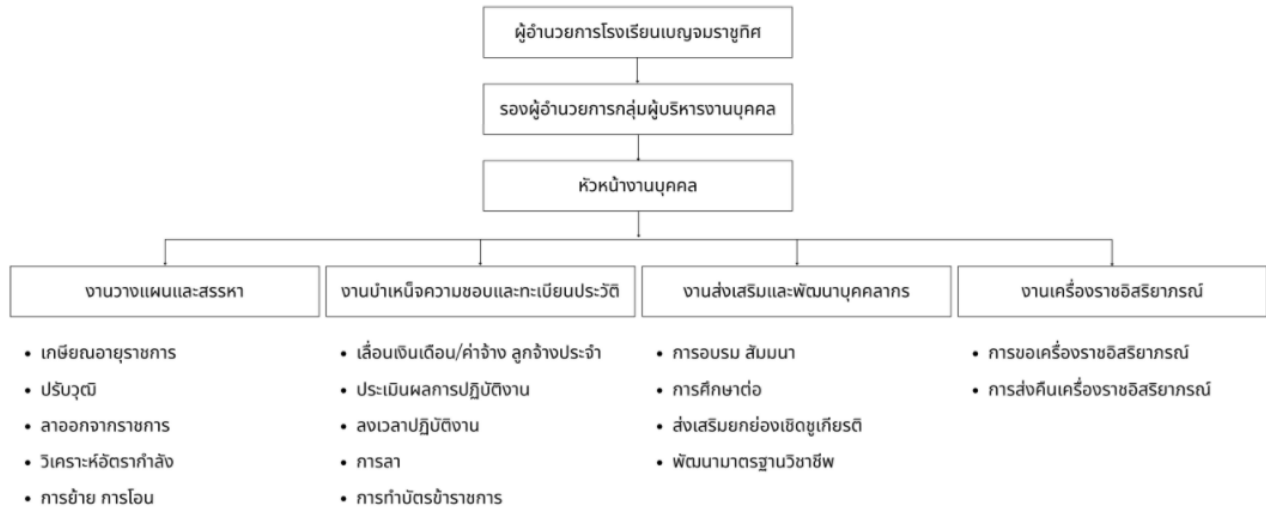 ผู้อำนวยการโรงเรียนเบญจมราชูทิศ
รองผู้อำนวยการกลุ่มผู้บริหารงานบุคคล
หัวหน้างานบุคคล
งานวางแผนและสรรหา
• เกษียณอายุราชการ
• ปรับวุฒิ
• ลาออกจากราชการ
• วิเคราะห์อัตรากำลัง
• การย้าย การโอน
งานบำเหน็จความชอบและทะเบียนประวัติ
• เลื่อนเงินเดือน/ค่าจ้าง ลูกจ้างประจำ
• ประเมินผลการปฏิบัติงาน
• ลงเวลาปฏิบัติงาน
• การลา
• การทำบัตรข้าราชการ
งานส่งเสริมและพัฒนาบุคคลากร
• การอบรม สัมมนา
• การศึกษาต่อ
• ส่งเสริมยกย่องเชิดชูเกียรติ
• พัฒนามาตรฐานวิชาชีพ
งานเครื่องราชอิสริยาภรณ์
• การขอเครื่องราชอิสริยาภรณ์
• การส่งคืนเครื่องราชอิสริยาภรณ์